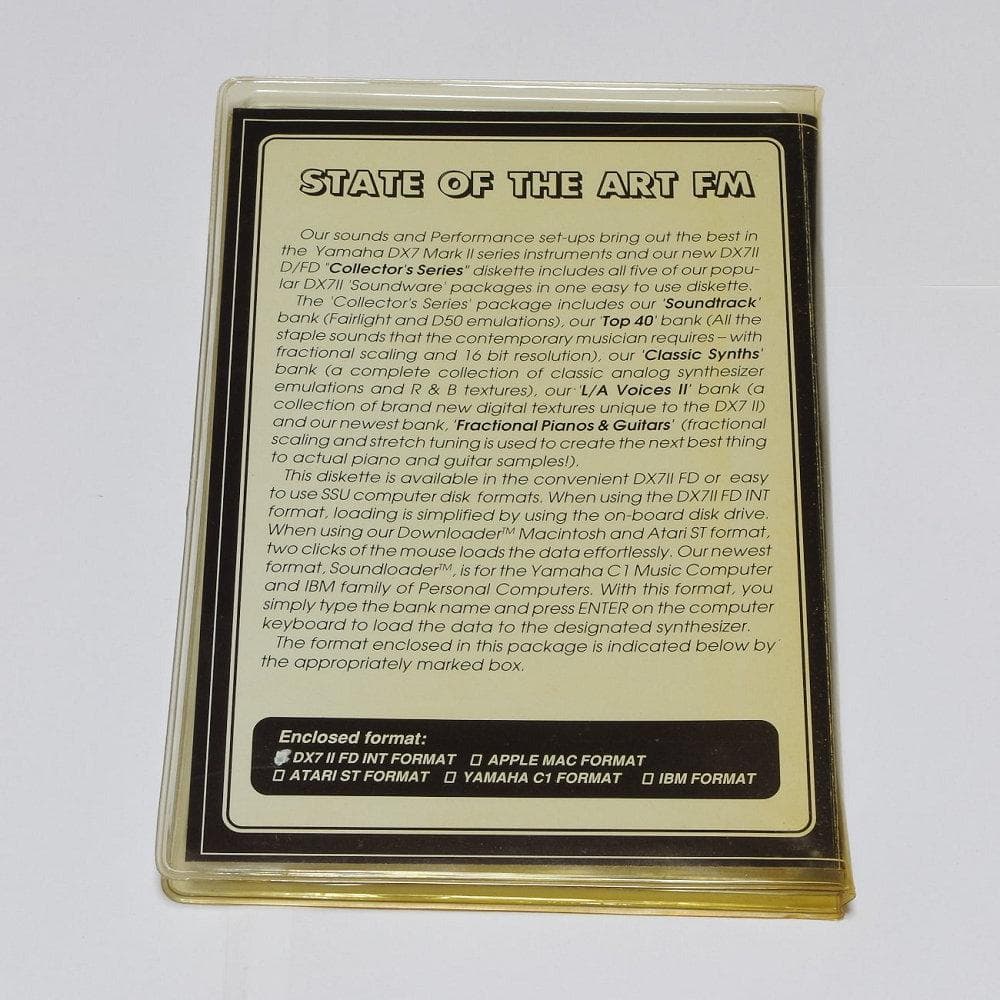 STATE OF THE ART FM
Our sounds and Performance set-ups bring out the best in
the Yamaha DX7 Mark II series instruments and our new DX7II
D/FD "Collector's Series" diskette includes all five of our popu-
lar DX7II 'Soundware' packages in one easy to use diskette.
The 'Collector's Series' package includes our 'Soundtrack'
bank (Fairlight and D50 emulations), our 'Top 40' bank (All the
staple sounds that the contemporary musician requires – with
fractional scaling and 16 bit resolution), our 'Classic Synths'
bank (a complete collection of classic analog synthesizer
emulations and R & B textures), our 'L/A Voices II' bank (a
collection of brand new digital textures unique to the DX7 II)
and our newest bank, 'Fractional Pianos & Guitars' (fractional
scaling and stretch tuning is used to create the next best thing
to actual piano and guitar samples!).
This diskette is available in the convenient DX7II FD or easy
to use SSU computer disk formats. When using the DX7II FD INT
format, loading is simplified by using the on-board disk drive.
When using our Downloader™ Macintosh and Atari ST format,
two clicks of the mouse loads the data effortlessly. Our newest
format, Soundloader™, is for the Yamaha C1 Music Computer
and IBM family of Personal Computers. With this format, you
simply type the bank name and press ENTER on the computer
keyboard to load the data to the designated synthesizer.
The format enclosed in this package is indicated below by
the appropriately marked box.
Enclosed format:
DX7 II FD INT FORMAT □ APPLE MAC FORMAT
□ ATARI ST FORMAT □ YAMAHA C1 FORMAT □ IBM FORMAT